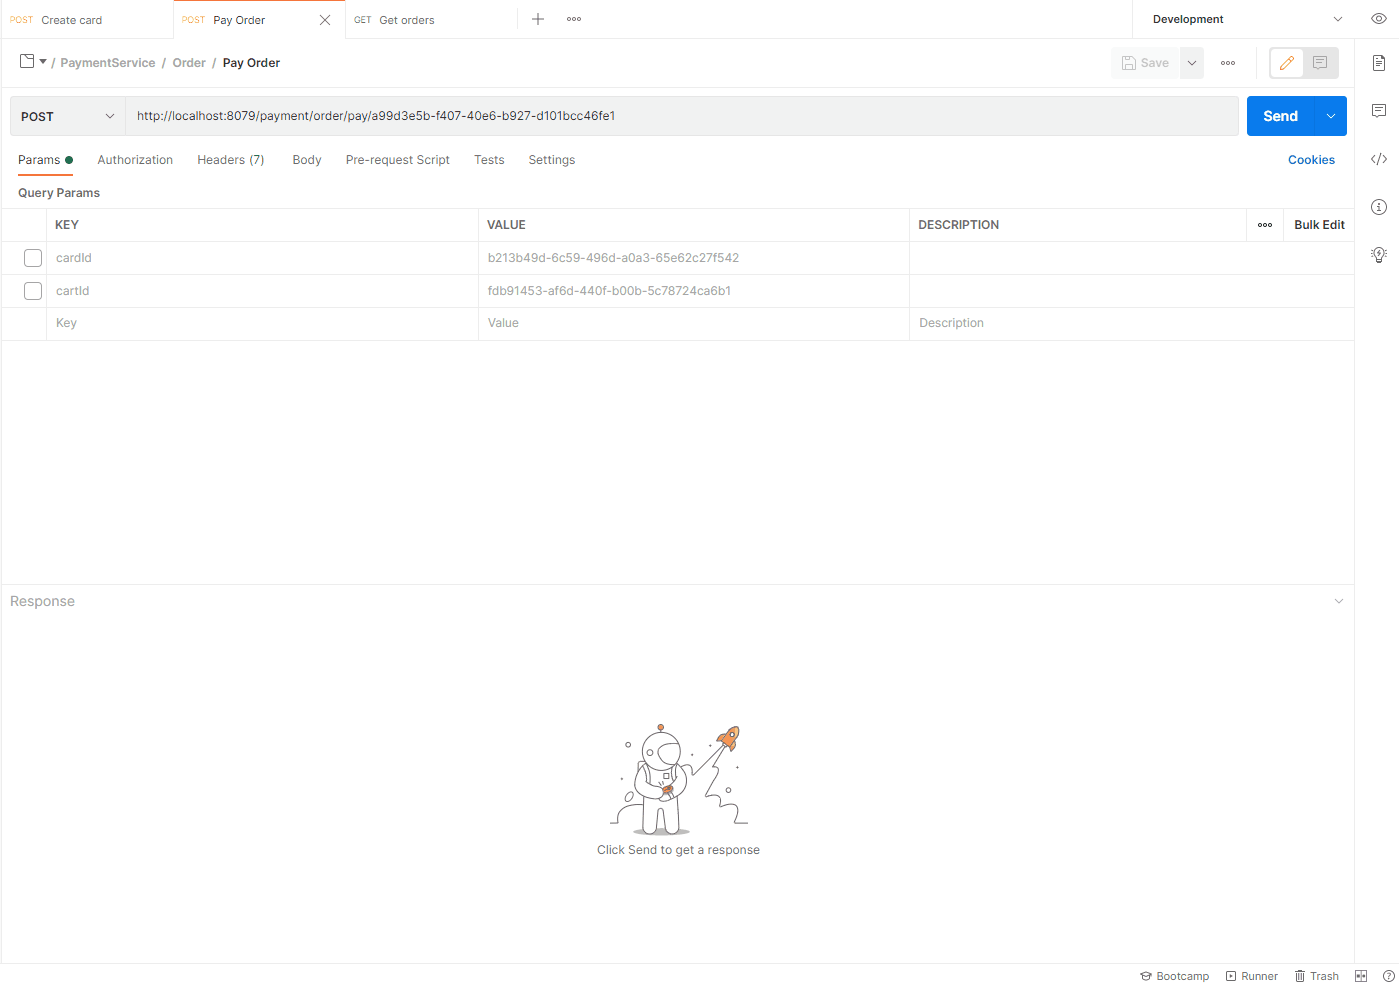 POST Create card
POST Pay Order
GET Get orders
Development
/ PaymentService / Order / Pay Order
Save
POST
http://localhost:8079/payment/order/pay/a99d3e5b-f407-40e6-b927-d101bcc46fe1
Send
Params
Authorization
Headers (7)
Body
Pre-request Script
Tests
Settings
Cookies
Query Params
KEY VALUE DESCRIPTION Bulk Edit
cardId b213b49d-6c59-496d-a0a3-65e62c27f542
cartId fdb91453-af6d-440f-b00b-5c78724ca6b1
Key Value Description
Response
Click Send to get a response
Bootcamp
Runner
Trash